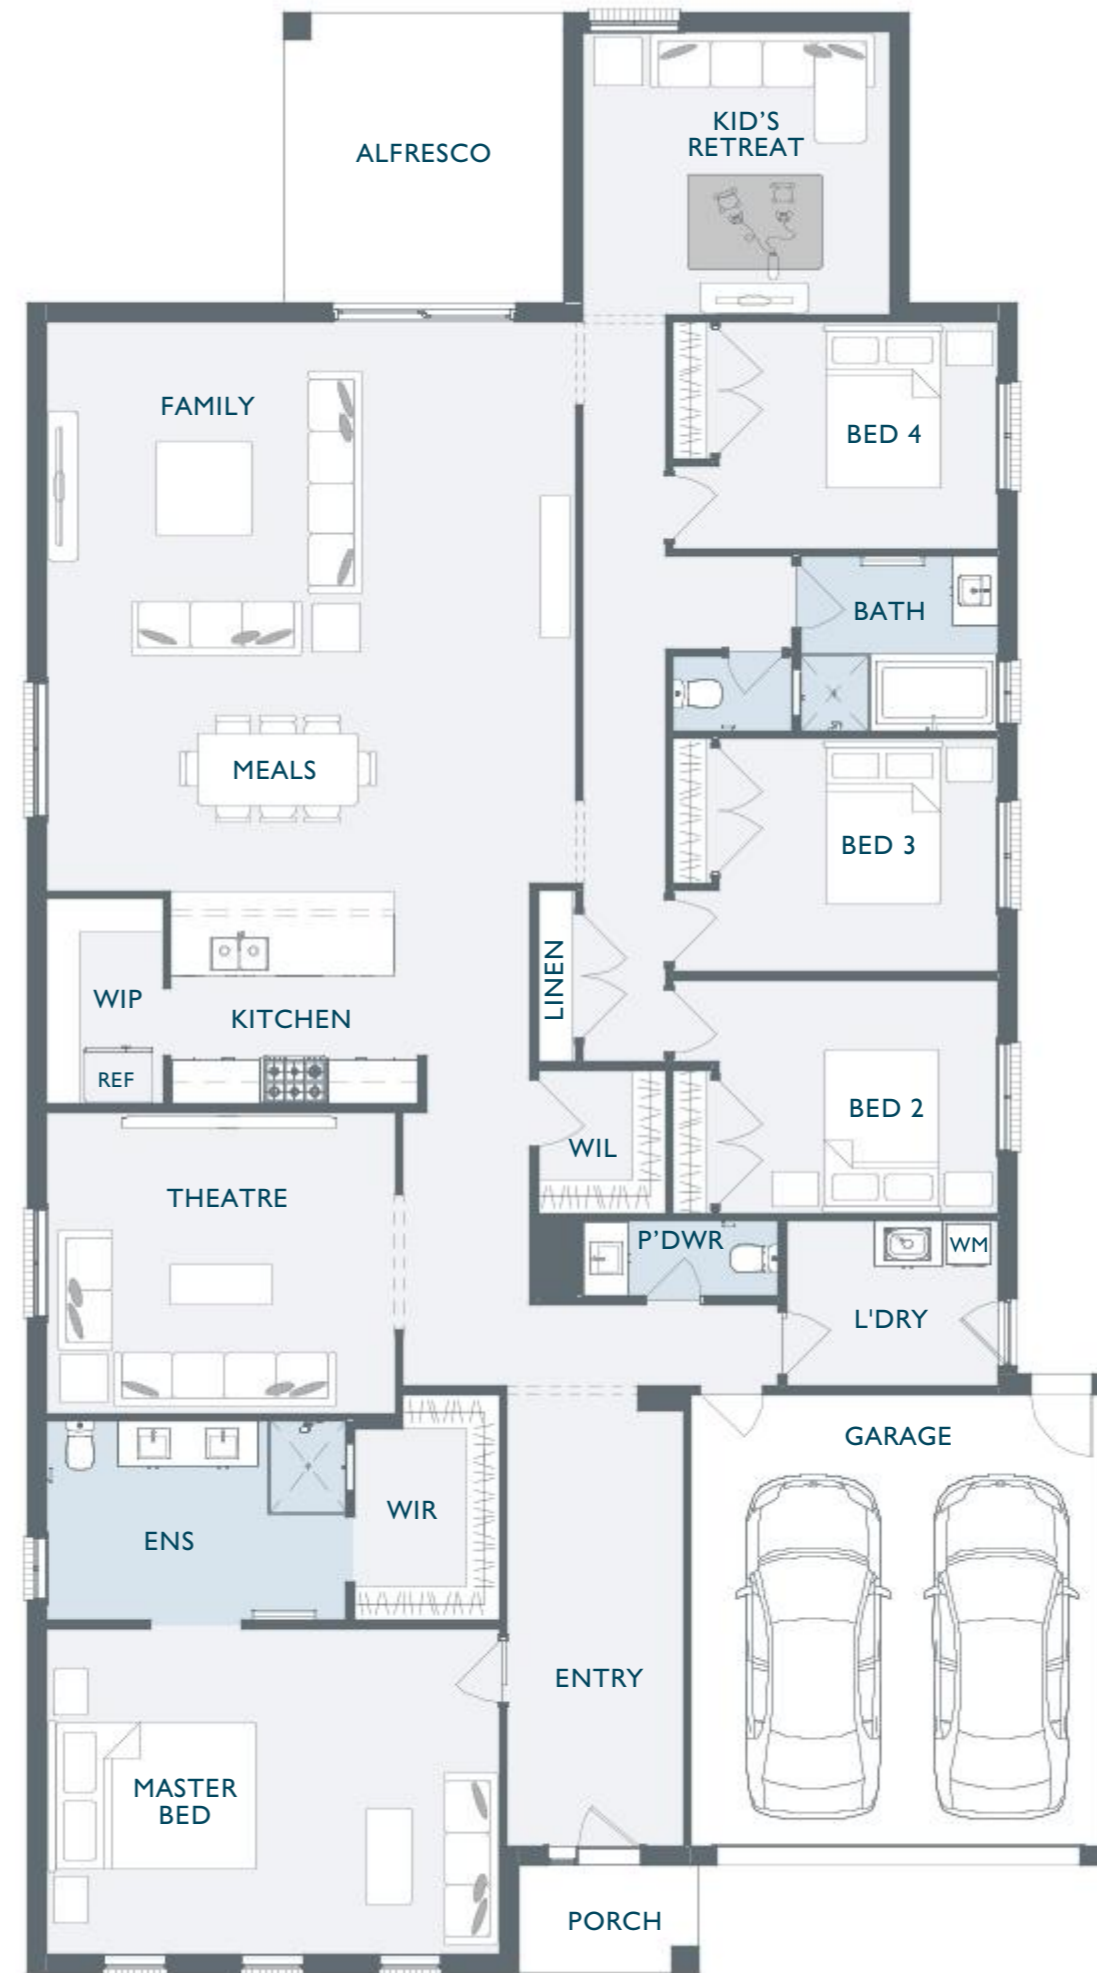 ALFRESCO
KID'S
RETREAT
FAMILY
BED 4
BATH
MEALS
BED 3
LINEN
WIP
KITCHEN
REF
BED 2
WIL
THEATRE
P'DWR
WM
L'DRY
GARAGE
WIR
ENS
ENTRY
MASTER
BED
PORCH